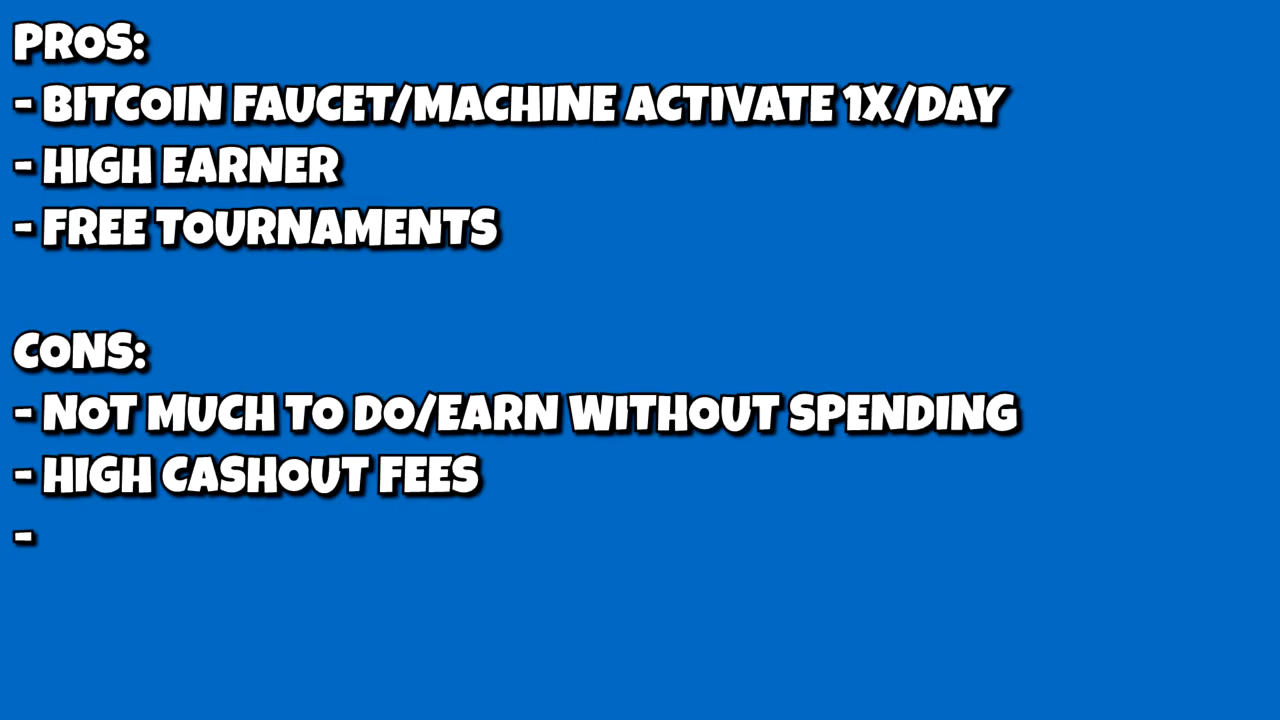 PROS:
- BITCOIN FAUCET/MACHINE ACTIVATE 1X/DAY
- HIGH EARNER
- FREE TOURNAMENTS
CONS:
- NOT MUCH TO DO/EARN WITHOUT SPENDING
- HIGH CASHOUT FEES
-